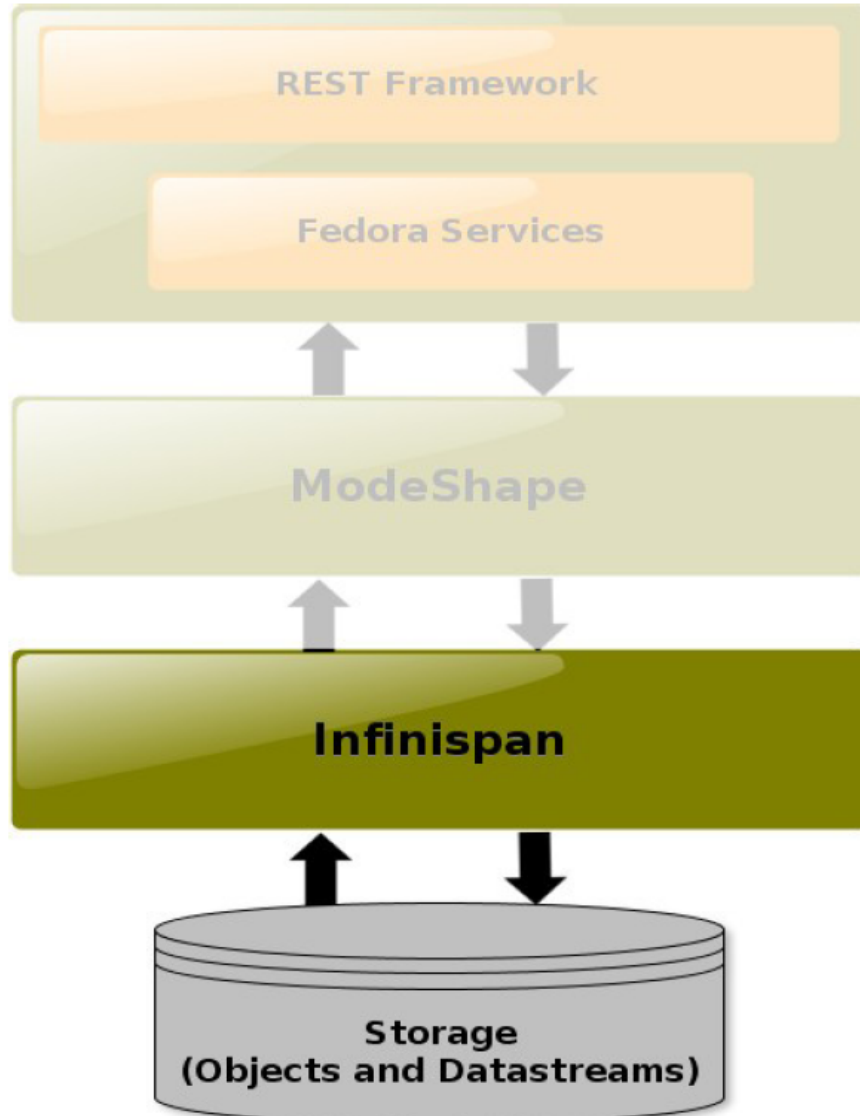 REST Framework
Fedora Services
ModeShape
Infinispan
Storage
(Objects and Datastreams)